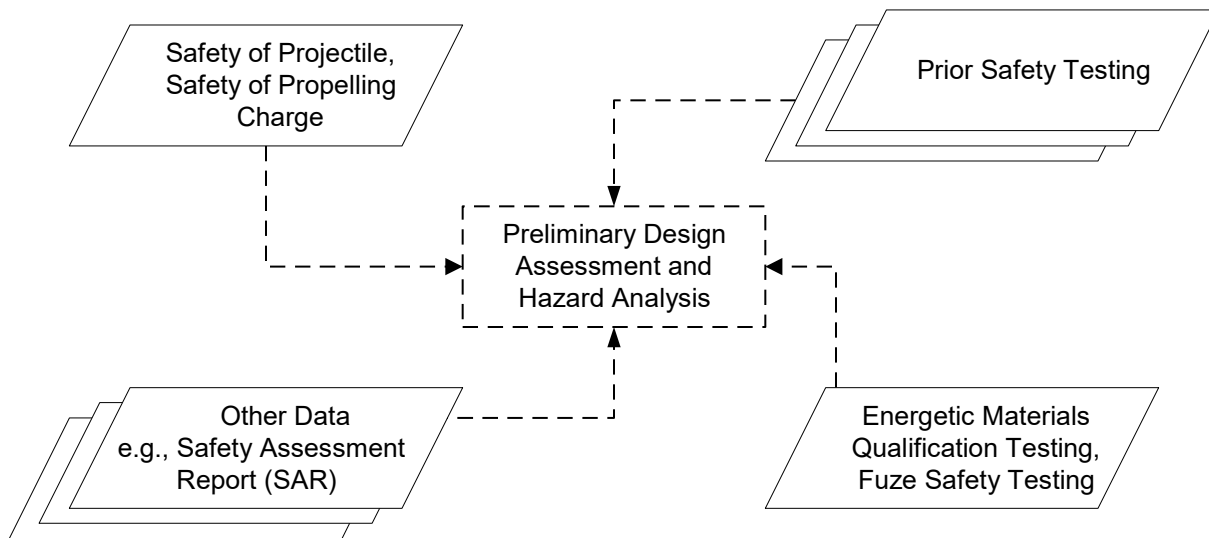 Safety of Projectile,
Safety of Propelling
Charge
Prior Safety Testing
Preliminary Design
Assessment and
Hazard Analysis
Other Data
e.g., Safety Assessment
Report (SAR)
Energetic Materials
Qualification Testing,
Fuze Safety Testing